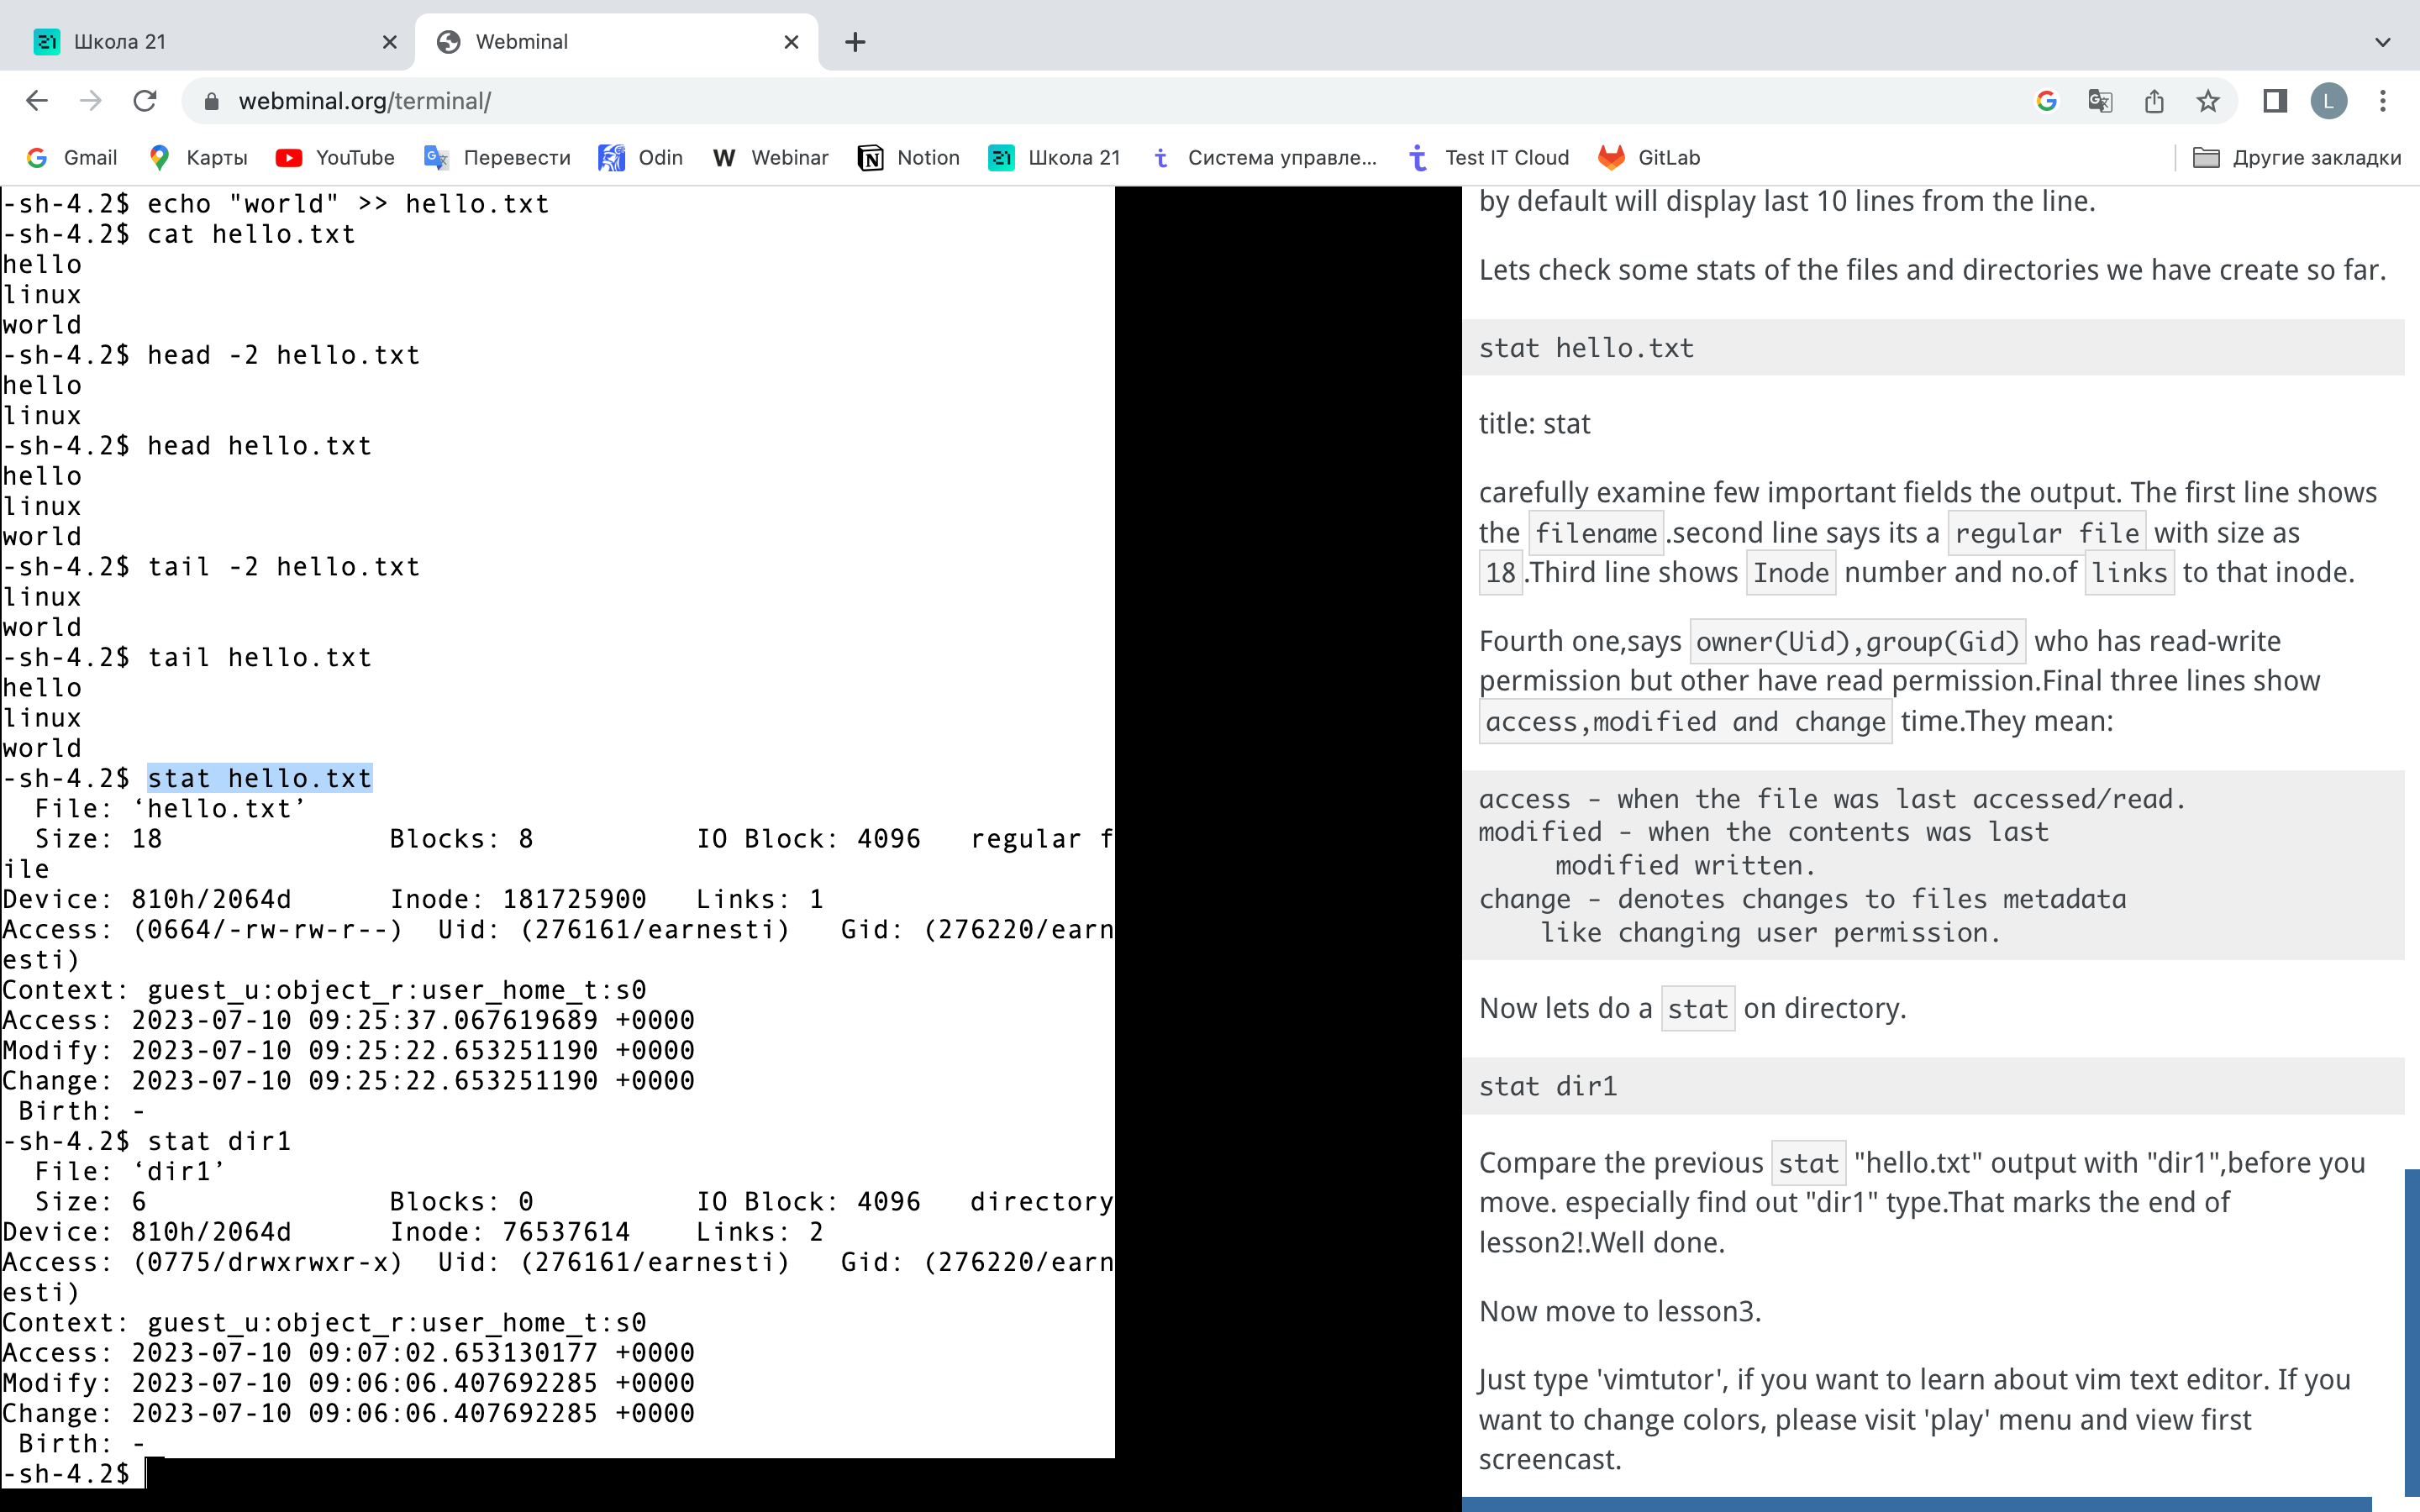 Школа 21
Webminal
webminal.org/terminal/
L
Gmail
Карты
YouTube
Перевести
Odin
Webinar
Notion
Школа 21
Система управле...
Test IT Cloud
GitLab
Другие закладки
-sh-4.2$ echo "world" >> hello.txt
-sh-4.2$ cat hello.txt
hello
linux
world
-sh-4.2$ head -2 hello.txt
hello
linux
-sh-4.2$ head hello.txt
hello
linux
world
-sh-4.2$ tail -2 hello.txt
linux
world
-sh-4.2$ tail hello.txt
hello
linux
world
-sh-4.2$ stat hello.txt
  File: ‘hello.txt’
  Size: 18              Blocks: 8          IO Block: 4096   regular f
ile
Device: 810h/2064d      Inode: 181725900   Links: 1
Access: (0664/-rw-rw-r--)  Uid: (276161/earnesti)   Gid: (276220/earn
esti)
Context: guest_u:object_r:user_home_t:s0
Access: 2023-07-10 09:25:37.067619689 +0000
Modify: 2023-07-10 09:25:22.653251190 +0000
Change: 2023-07-10 09:25:22.653251190 +0000
 Birth: -
-sh-4.2$ stat dir1
  File: ‘dir1’
  Size: 6               Blocks: 0          IO Block: 4096   directory
Device: 810h/2064d      Inode: 76537614    Links: 2
Access: (0775/drwxrwxr-x)  Uid: (276161/earnesti)   Gid: (276220/earn
esti)
Context: guest_u:object_r:user_home_t:s0
Access: 2023-07-10 09:07:02.653130177 +0000
Modify: 2023-07-10 09:06:06.407692285 +0000
Change: 2023-07-10 09:06:06.407692285 +0000
 Birth: -
-sh-4.2$
by default will display last 10 lines from the line.
Lets check some stats of the files and directories we have create so far.
stat hello.txt
title: stat
carefully examine few important fields the output. The first line shows
the filename.second line says its a regular file with size as
18.Third line shows Inode number and no.of links to that inode.
Fourth one,says owner(Uid),group(Gid) who has read-write
permission but other have read permission.Final three lines show
access,modified and change time.They mean:
access - when the file was last accessed/read.
modified - when the contents was last
     modified written.
change - denotes changes to files metadata
    like changing user permission.
Now lets do a stat on directory.
stat dir1
Compare the previous stat "hello.txt" output with "dir1",before you
move. especially find out "dir1" type.That marks the end of
lesson2!.Well done.
Now move to lesson3.
Just type 'vimtutor', if you want to learn about vim text editor. If you
want to change colors, please visit 'play' menu and view first
screencast.